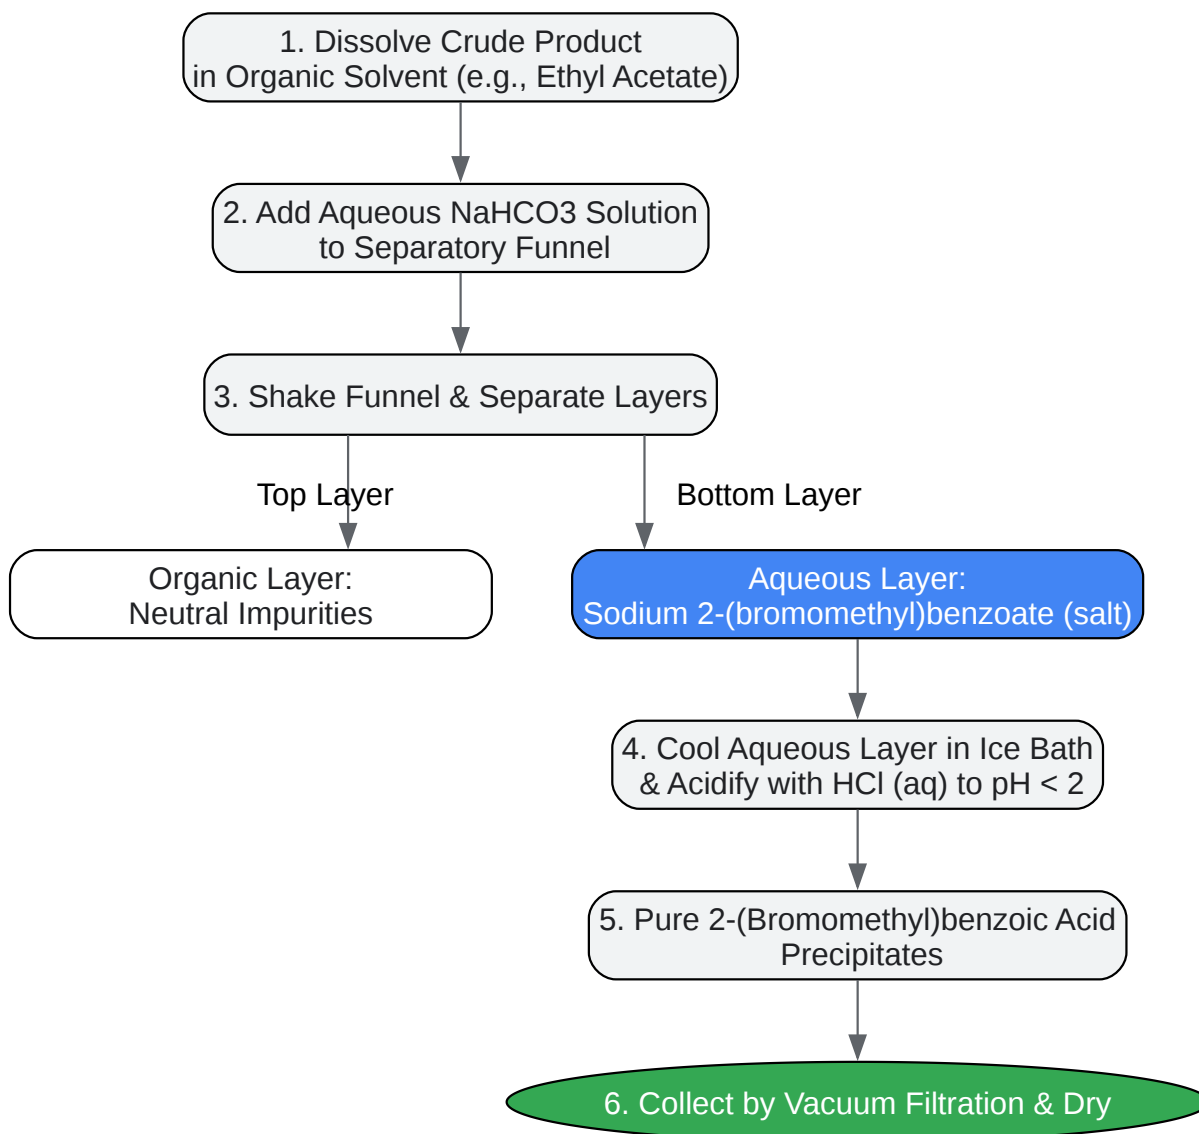 1. Dissolve Crude Product
in Organic Solvent (e.g., Ethyl Acetate)
2. Add Aqueous NaHCO3 Solution
to Separatory Funnel
3. Shake Funnel & Separate Layers
Top Layer
Bottom Layer
Organic Layer:
Neutral Impurities
Aqueous Layer:
Sodium 2-(bromomethyl)benzoate (salt)
4. Cool Aqueous Layer in Ice Bath
& Acidify with HCl (aq) to pH < 2
5. Pure 2-(Bromomethyl)benzoic Acid
Precipitates
6. Collect by Vacuum Filtration & Dry